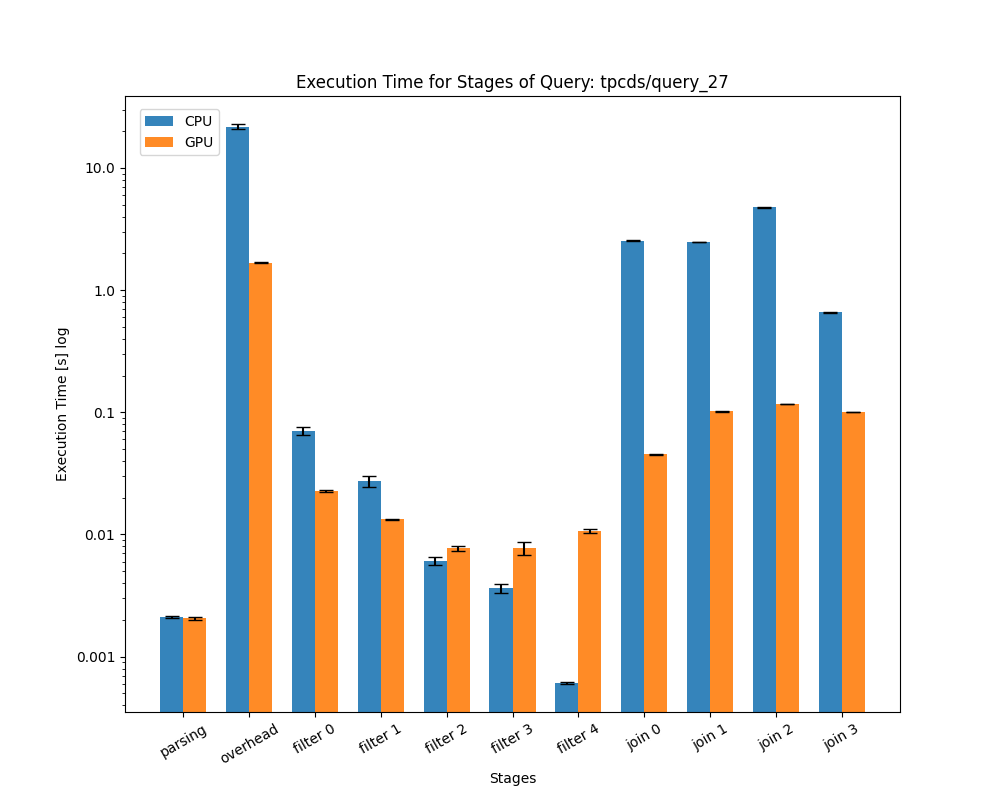 Execution Time for Stages of Query: tpcds/query_27
CPU
GPU
10.0
1.0
0.1
0.01
0.001
Execution Time [s] log
parsing
overhead
filter 0
filter 1
filter 2
filter 3
filter 4
join 0
join 1
join 2
join 3
Stages